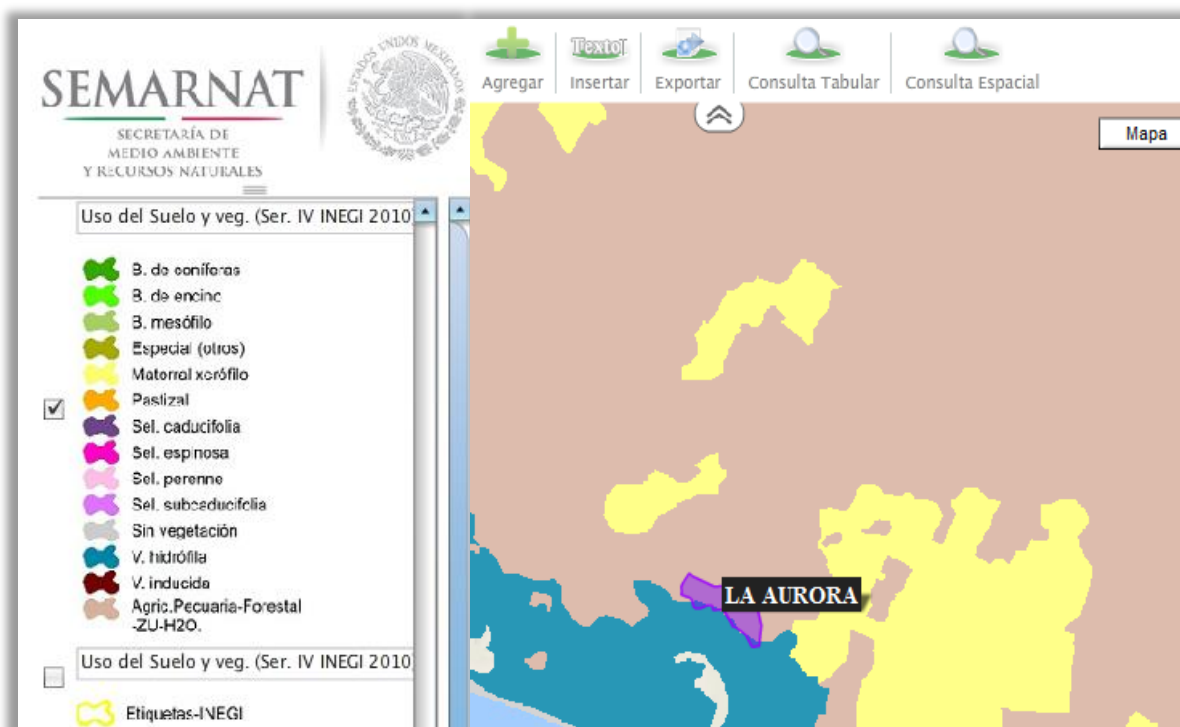 SEMARNAT
SECRETARÍA DE
MEDIO AMBIENTE
Y RECURSOS NATURALES
ESTADOS UNIDOS MEXICANOS
Agregar
Texto
Insertar
Exportar
Consulta Tabular
Consulta Espacial
Mapa
Uso del Suelo y veg. (Ser. IV INEGI 2010
B. de coníferas
B. de encino
B. mesófilo
Especial (otros)
Matorral xerófilo
Pastizal
Sel. caducifolia
Sel. espinosa
Sel. perenne
Sel. subcaducifolia
Sin vegetación
V. hidrófila
V. inducida
Agric.Pecuaria-Forestal
-ZU-H2O.
LA AURORA
Uso del Suelo y veg. (Ser. IV INEGI 2010
Etiquetas-INEGI